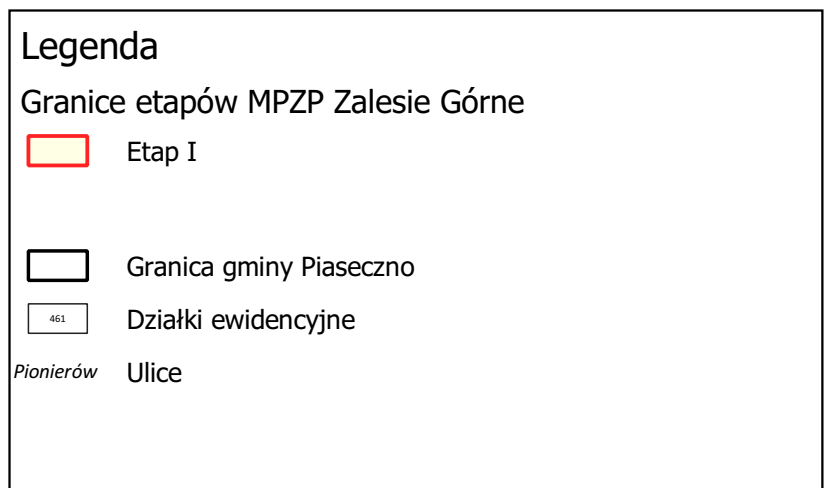 Legenda
Granice etapów MPZP Zalesie Górne
Etap I
Granica gminy Piaseczno
461 Działki ewidencyjne
Pionierów Ulice